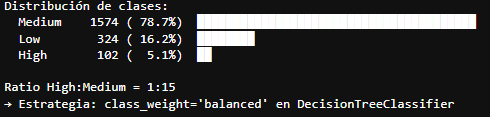 Distribución de clases:
Medium 1574 ( 78.7%)
Low 324 ( 16.2%)
High 102 ( 5.1%)
Ratio High:Medium = 1:15
→ Estrategia: class_weight='balanced' en DecisionTreeClassifier